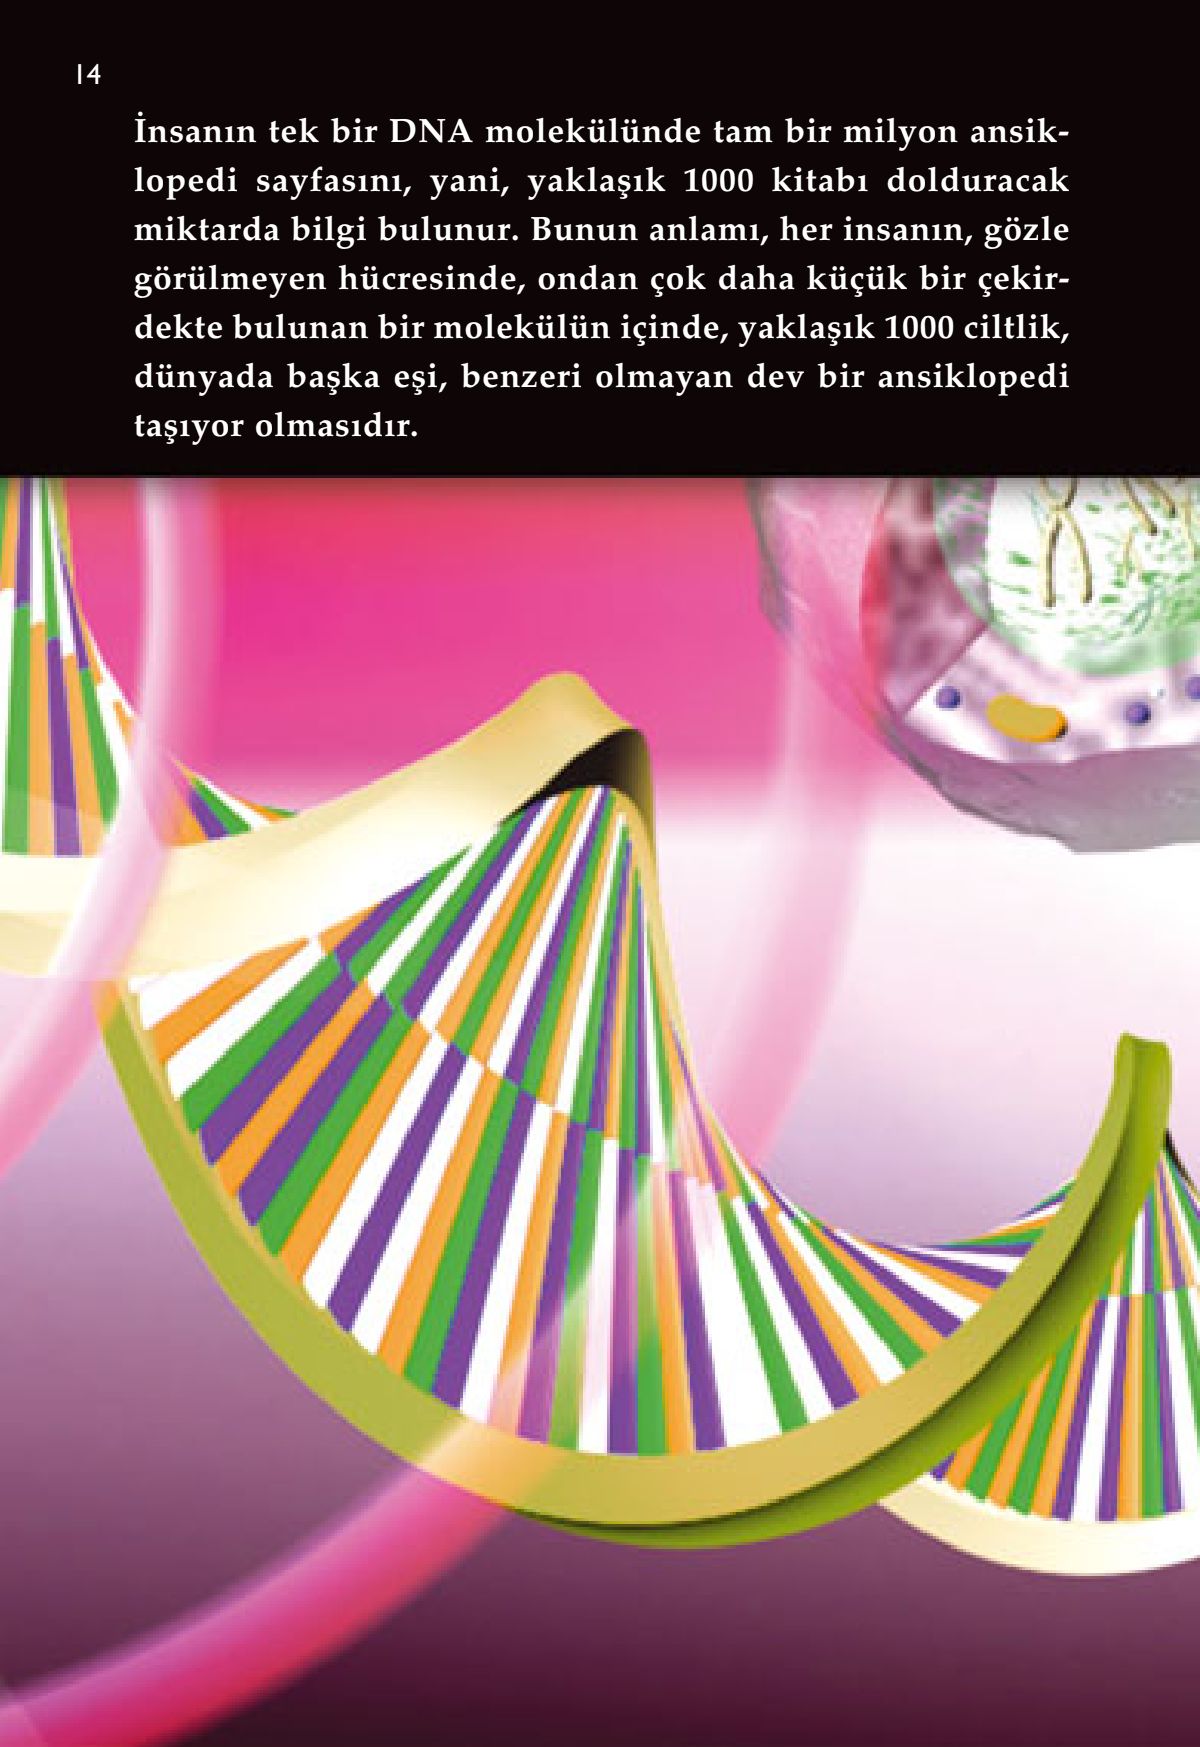 14
İnsanın tek bir DNA molekülünde tam bir milyon ansik-
lopedi sayfasını, yani, yaklaşık 1000 kitabı dolduracak
miktarda bilgi bulunur. Bunun anlamı, her insanın, gözle
görülmeyen hücresinde, ondan çok daha küçük bir çekir-
dekte bulunan bir molekülün içinde, yaklaşık 1000 ciltlik,
dünyada başka eşi, benzeri olmayan dev bir ansiklopedi
taşıyor olmasıdır.